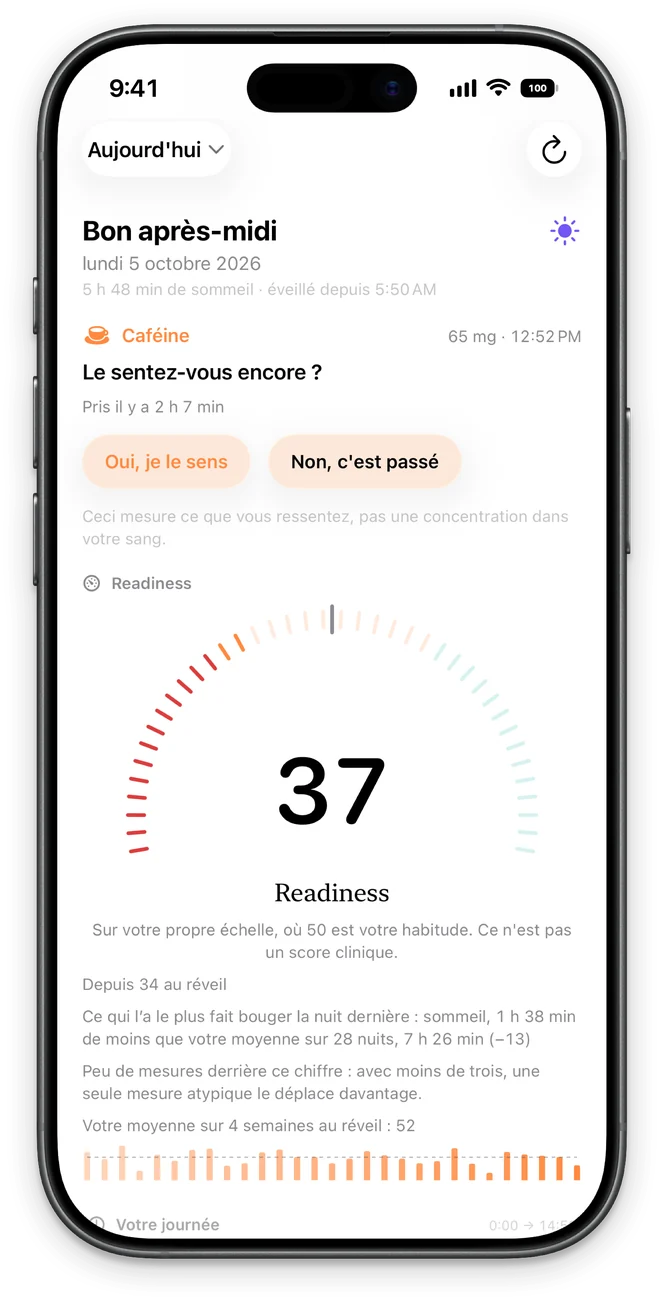 9:41
100
Aujourd'hui
Bon après-midi
lundi 5 octobre 2026
5 h 48 min de sommeil · éveillé depuis 5:50 AM
Caféine
65 mg · 12:52 PM
Le sentez-vous encore ?
Pris il y a 2 h 7 min
Oui, je le sens
Non, c'est passé
Ceci mesure ce que vous ressentez, pas une concentration dans
votre sang.
Readiness
37
Readiness
Sur votre propre échelle, où 50 est votre habitude. Ce n'est pas
un score clinique.
Depuis 34 au réveil
Ce qui l’a le plus fait bouger la nuit dernière : sommeil, 1 h 38 min
de moins que votre moyenne sur 28 nuits, 7 h 26 min (−13)
Peu de mesures derrière ce chiffre : avec moins de trois, une
seule mesure atypique le déplace davantage.
Votre moyenne sur 4 semaines au réveil : 52
Votre journée
0:00 →